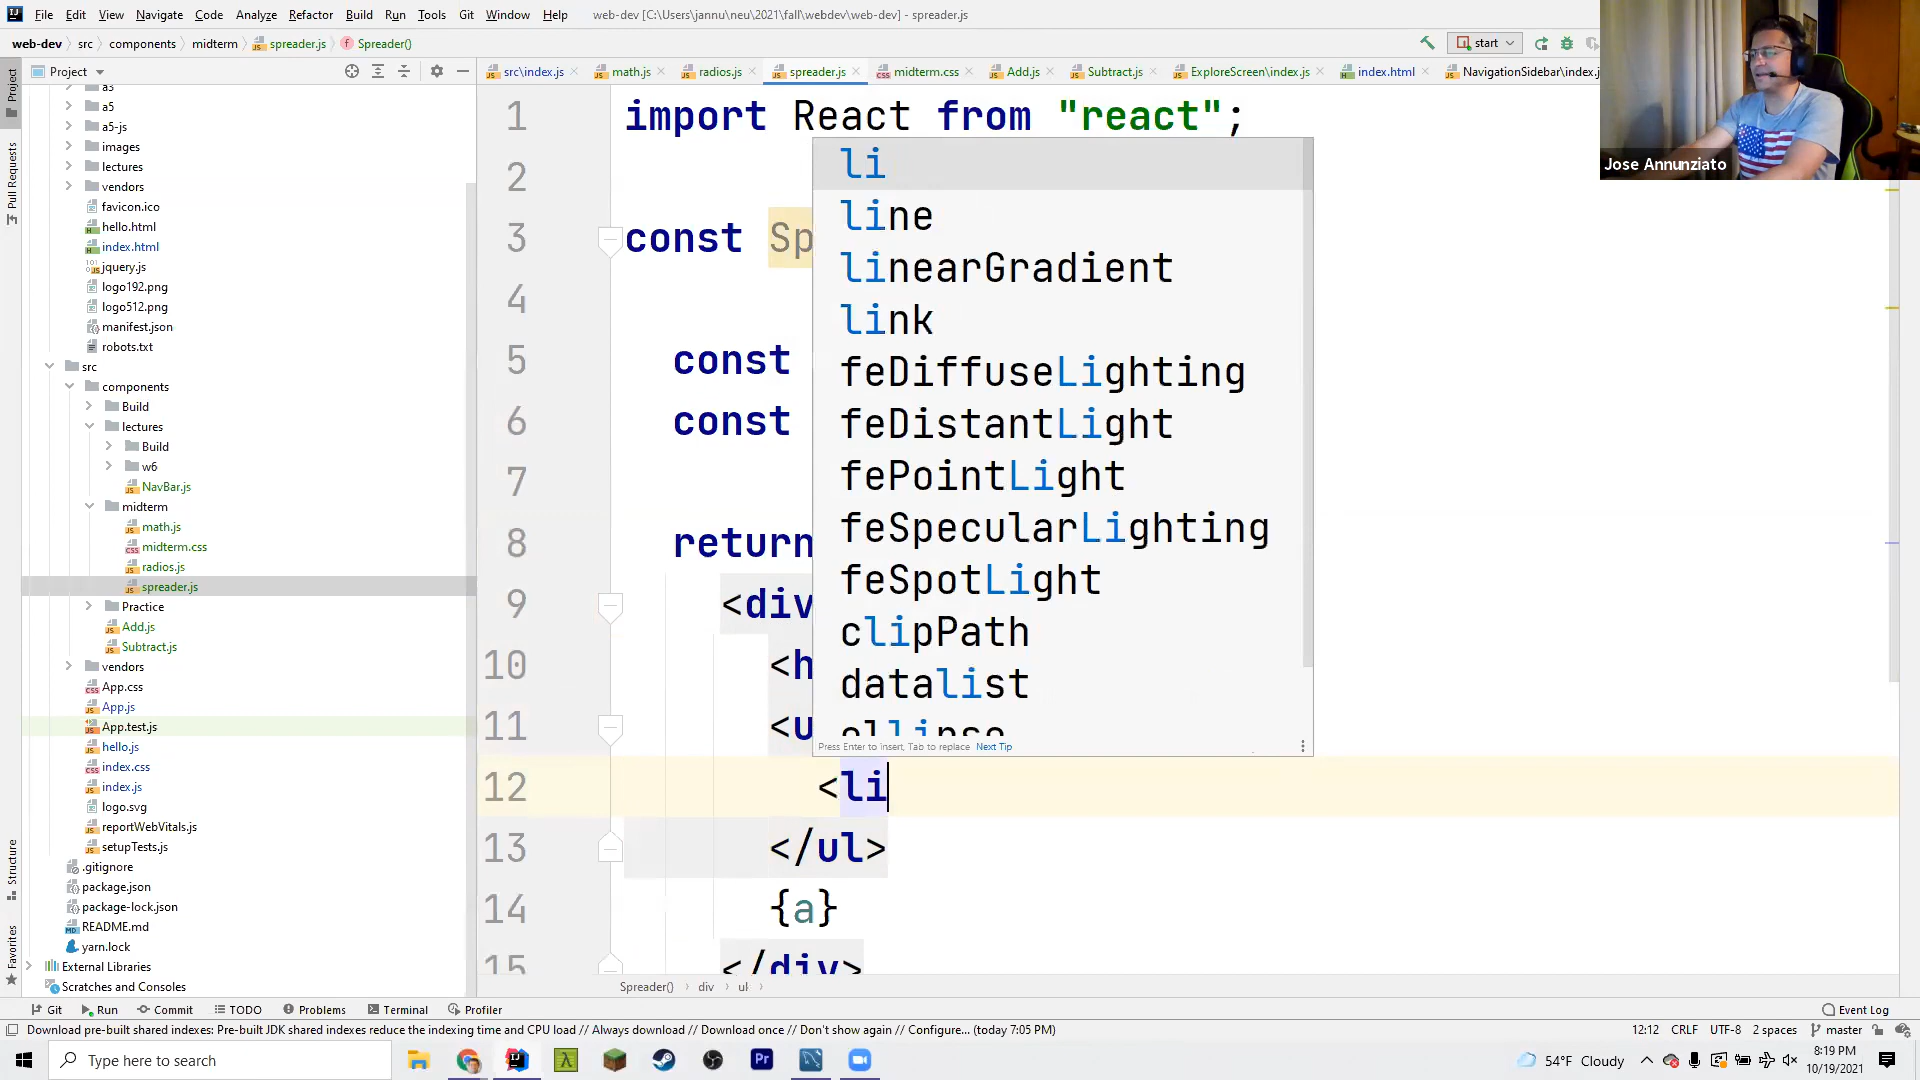 File Edit View Navigate Code Analyze Refactor Build Run Tools Git Window Help web-dev [C:\Users\jannu\neu\2021\fall\webdev\web-dev] - spreader.js
web-dev src components midterm spreader.js Spreader()
start
Project
src\index.js math.js radios.js spreader.js midterm.css Add.js Subtract.js ExploreScreen\index.js index.html NavigationSidebar\index.j
Jose Annunziato
Project
Pull Requests
Structure
Favorites
a3
a5
a5-js
images
lectures
vendors
favicon.ico
hello.html
index.html
jquery.js
logo192.png
logo512.png
manifest.json
robots.txt
src
components
Build
lectures
Build
w6
NavBar.js
midterm
math.js
midterm.css
radios.js
spreader.js
Practice
Add.js
Subtract.js
vendors
App.css
App.js
App.test.js
hello.js
index.css
index.js
logo.svg
reportWebVitals.js
setupTests.js
.gitignore
package.json
package-lock.json
README.md
yarn.lock
External Libraries
Scratches and Consoles
1 import React from "react";
2
3 const Sp
4
5 const
6 const
7
8 return
9 <div
10 <h
11 <u
12 <li
13 </ul>
14 {a}
15 </div>
li
line
linearGradient
link
feDiffuseLighting
feDistantLight
fePointLight
feSpecularLighting
feSpotLight
clipPath
datalist
ellipse
Press Enter to insert, Tab to replace Next Tip
Spreader() div ul
Git Run Commit TODO Problems Terminal Profiler Event Log
Download pre-built shared indexes: Pre-built JDK shared indexes reduce the indexing time and CPU load // Always download // Download once // Don't show again // Configure... (today 7:05 PM) 12:12 CRLF UTF-8 2 spaces master
Type here to search
54°F Cloudy
8:19 PM
10/19/2021